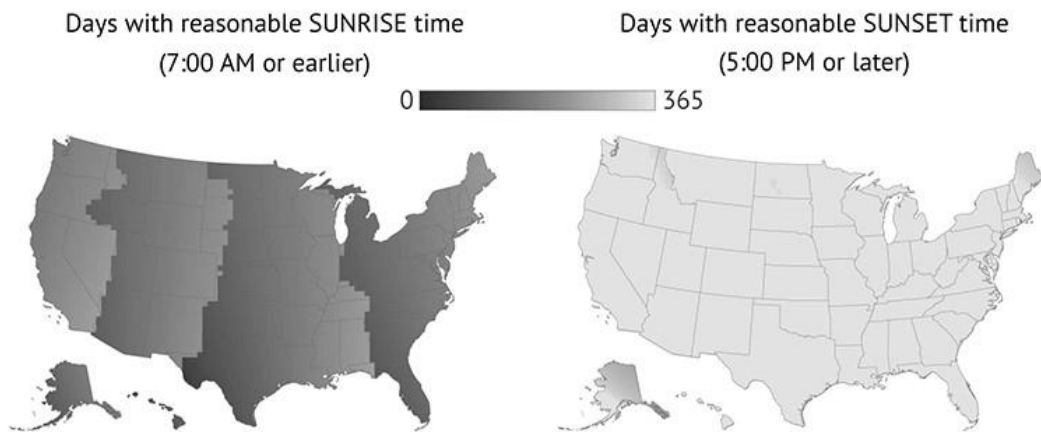 Days with reasonable SUNRISE time
(7:00 AM or earlier)
Days with reasonable SUNSET time
(5:00 PM or later)
0 365